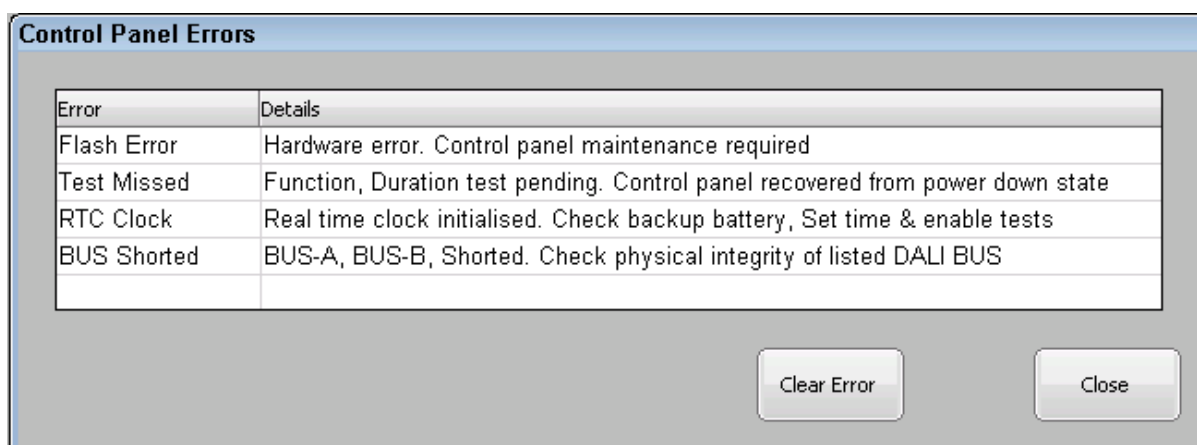 Control Panel Errors
Error Details
Flash Error Hardware error. Control panel maintenance required
Test Missed Function, Duration test pending. Control panel recovered from power down state
RTC Clock Real time clock initialised. Check backup battery, Set time & enable tests
BUS Shorted BUS-A, BUS-B, Shorted. Check physical integrity of listed DALI BUS
Clear Error Close